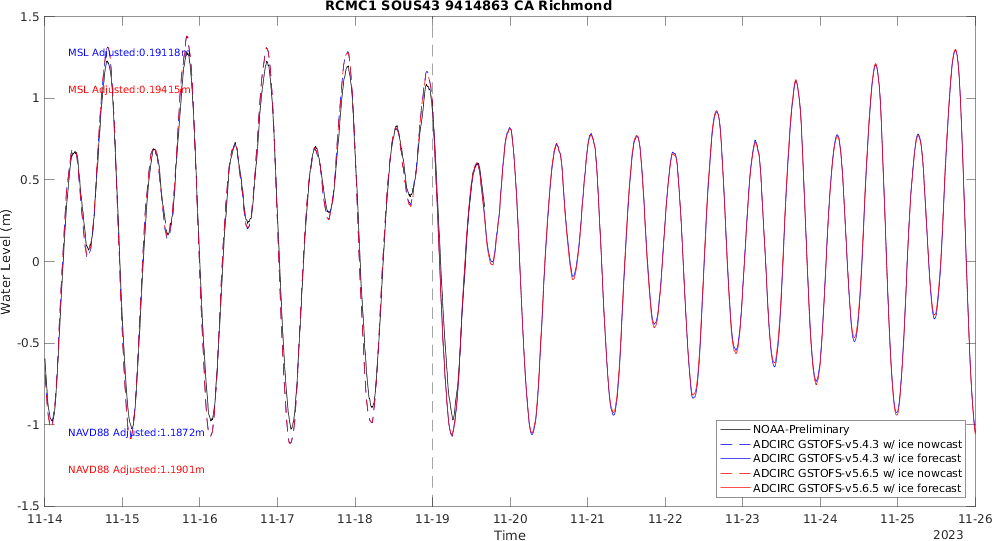 RCMC1 SOUS43 9414863 CA Richmond
1.5
1
0.5
0
-0.5
-1
-1.5
Water Level (m)
MSL Adjusted:0.19118m
MSL Adjusted:0.19415m
NAVD88 Adjusted:1.1872m
NAVD88 Adjusted:1.1901m
NOAA-Preliminary
ADCIRC GSTOFS-v5.4.3 w/ ice nowcast
ADCIRC GSTOFS-v5.4.3 w/ ice forecast
ADCIRC GSTOFS-v5.6.5 w/ ice nowcast
ADCIRC GSTOFS-v5.6.5 w/ ice forecast
11-14 11-15 11-16 11-17 11-18 11-19 11-20 11-21 11-22 11-23 11-24 11-25 11-26
Time
2023